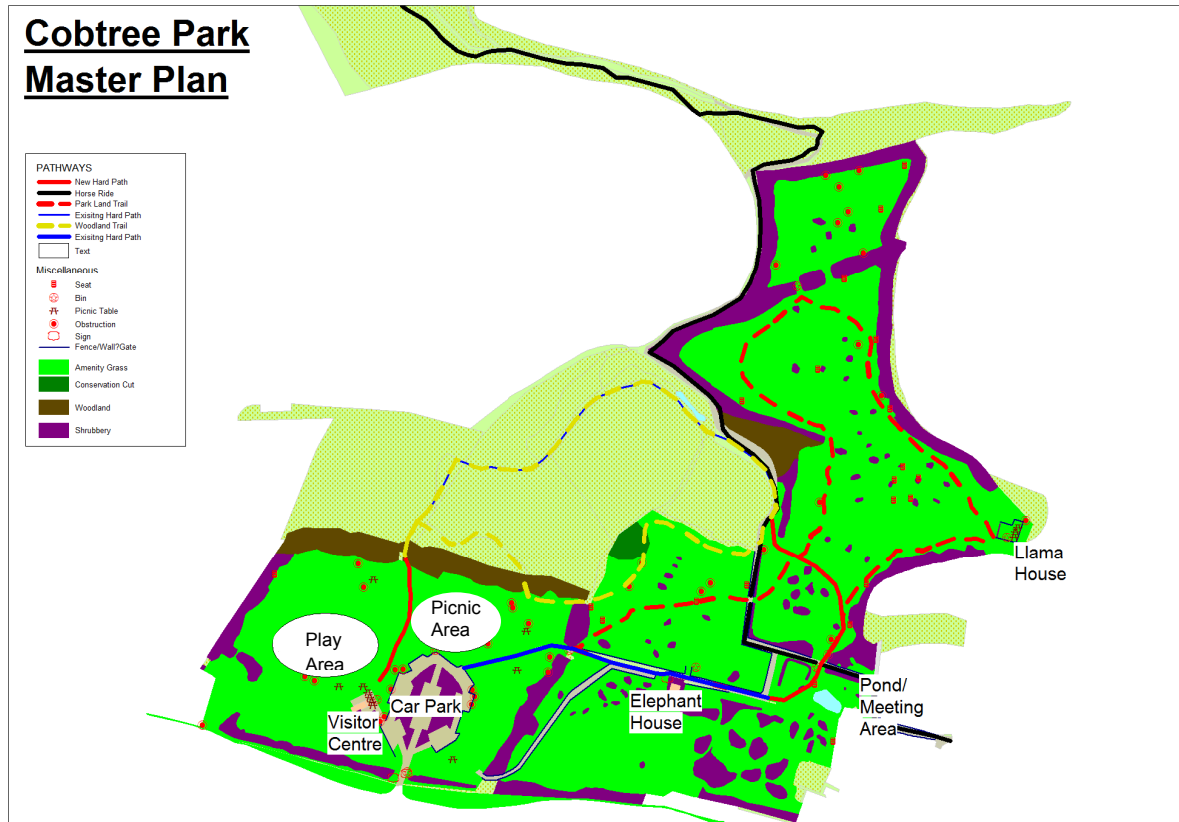 Cobtree Park
Master Plan
PATHWAYS
New Hard Path
Horse Ride
Park Land Trail
Exisitng Hard Path
Woodland Trail
Exisitng Hard Path
Text
Miscellaneous
Seat
Bin
Picnic Table
Obstruction
Sign
Fence/Wall?Gate
Amenity Grass
Conservation Cut
Woodland
Shrubbery
Llama
House
Picnic
Area
Play
Area
Car Park
Visitor
Centre
Elephant
House
Pond/
Meeting
Area